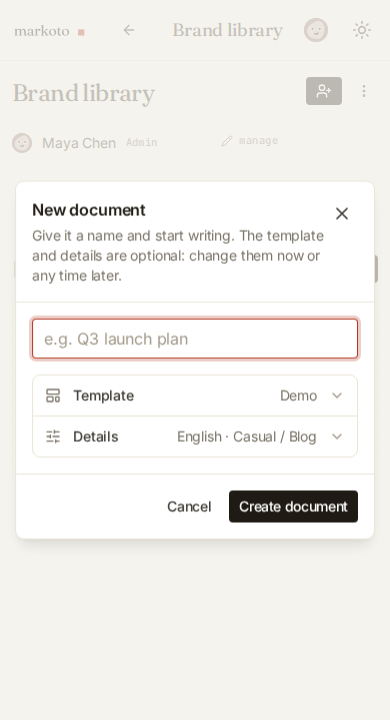 markoto
Brand library
Brand library
Maya Chen Admin
manage
New document
Give it a name and start writing. The template
and details are optional: change them now or
any time later.
e.g. Q3 launch plan
Template Demo
Details English · Casual / Blog
Cancel Create document